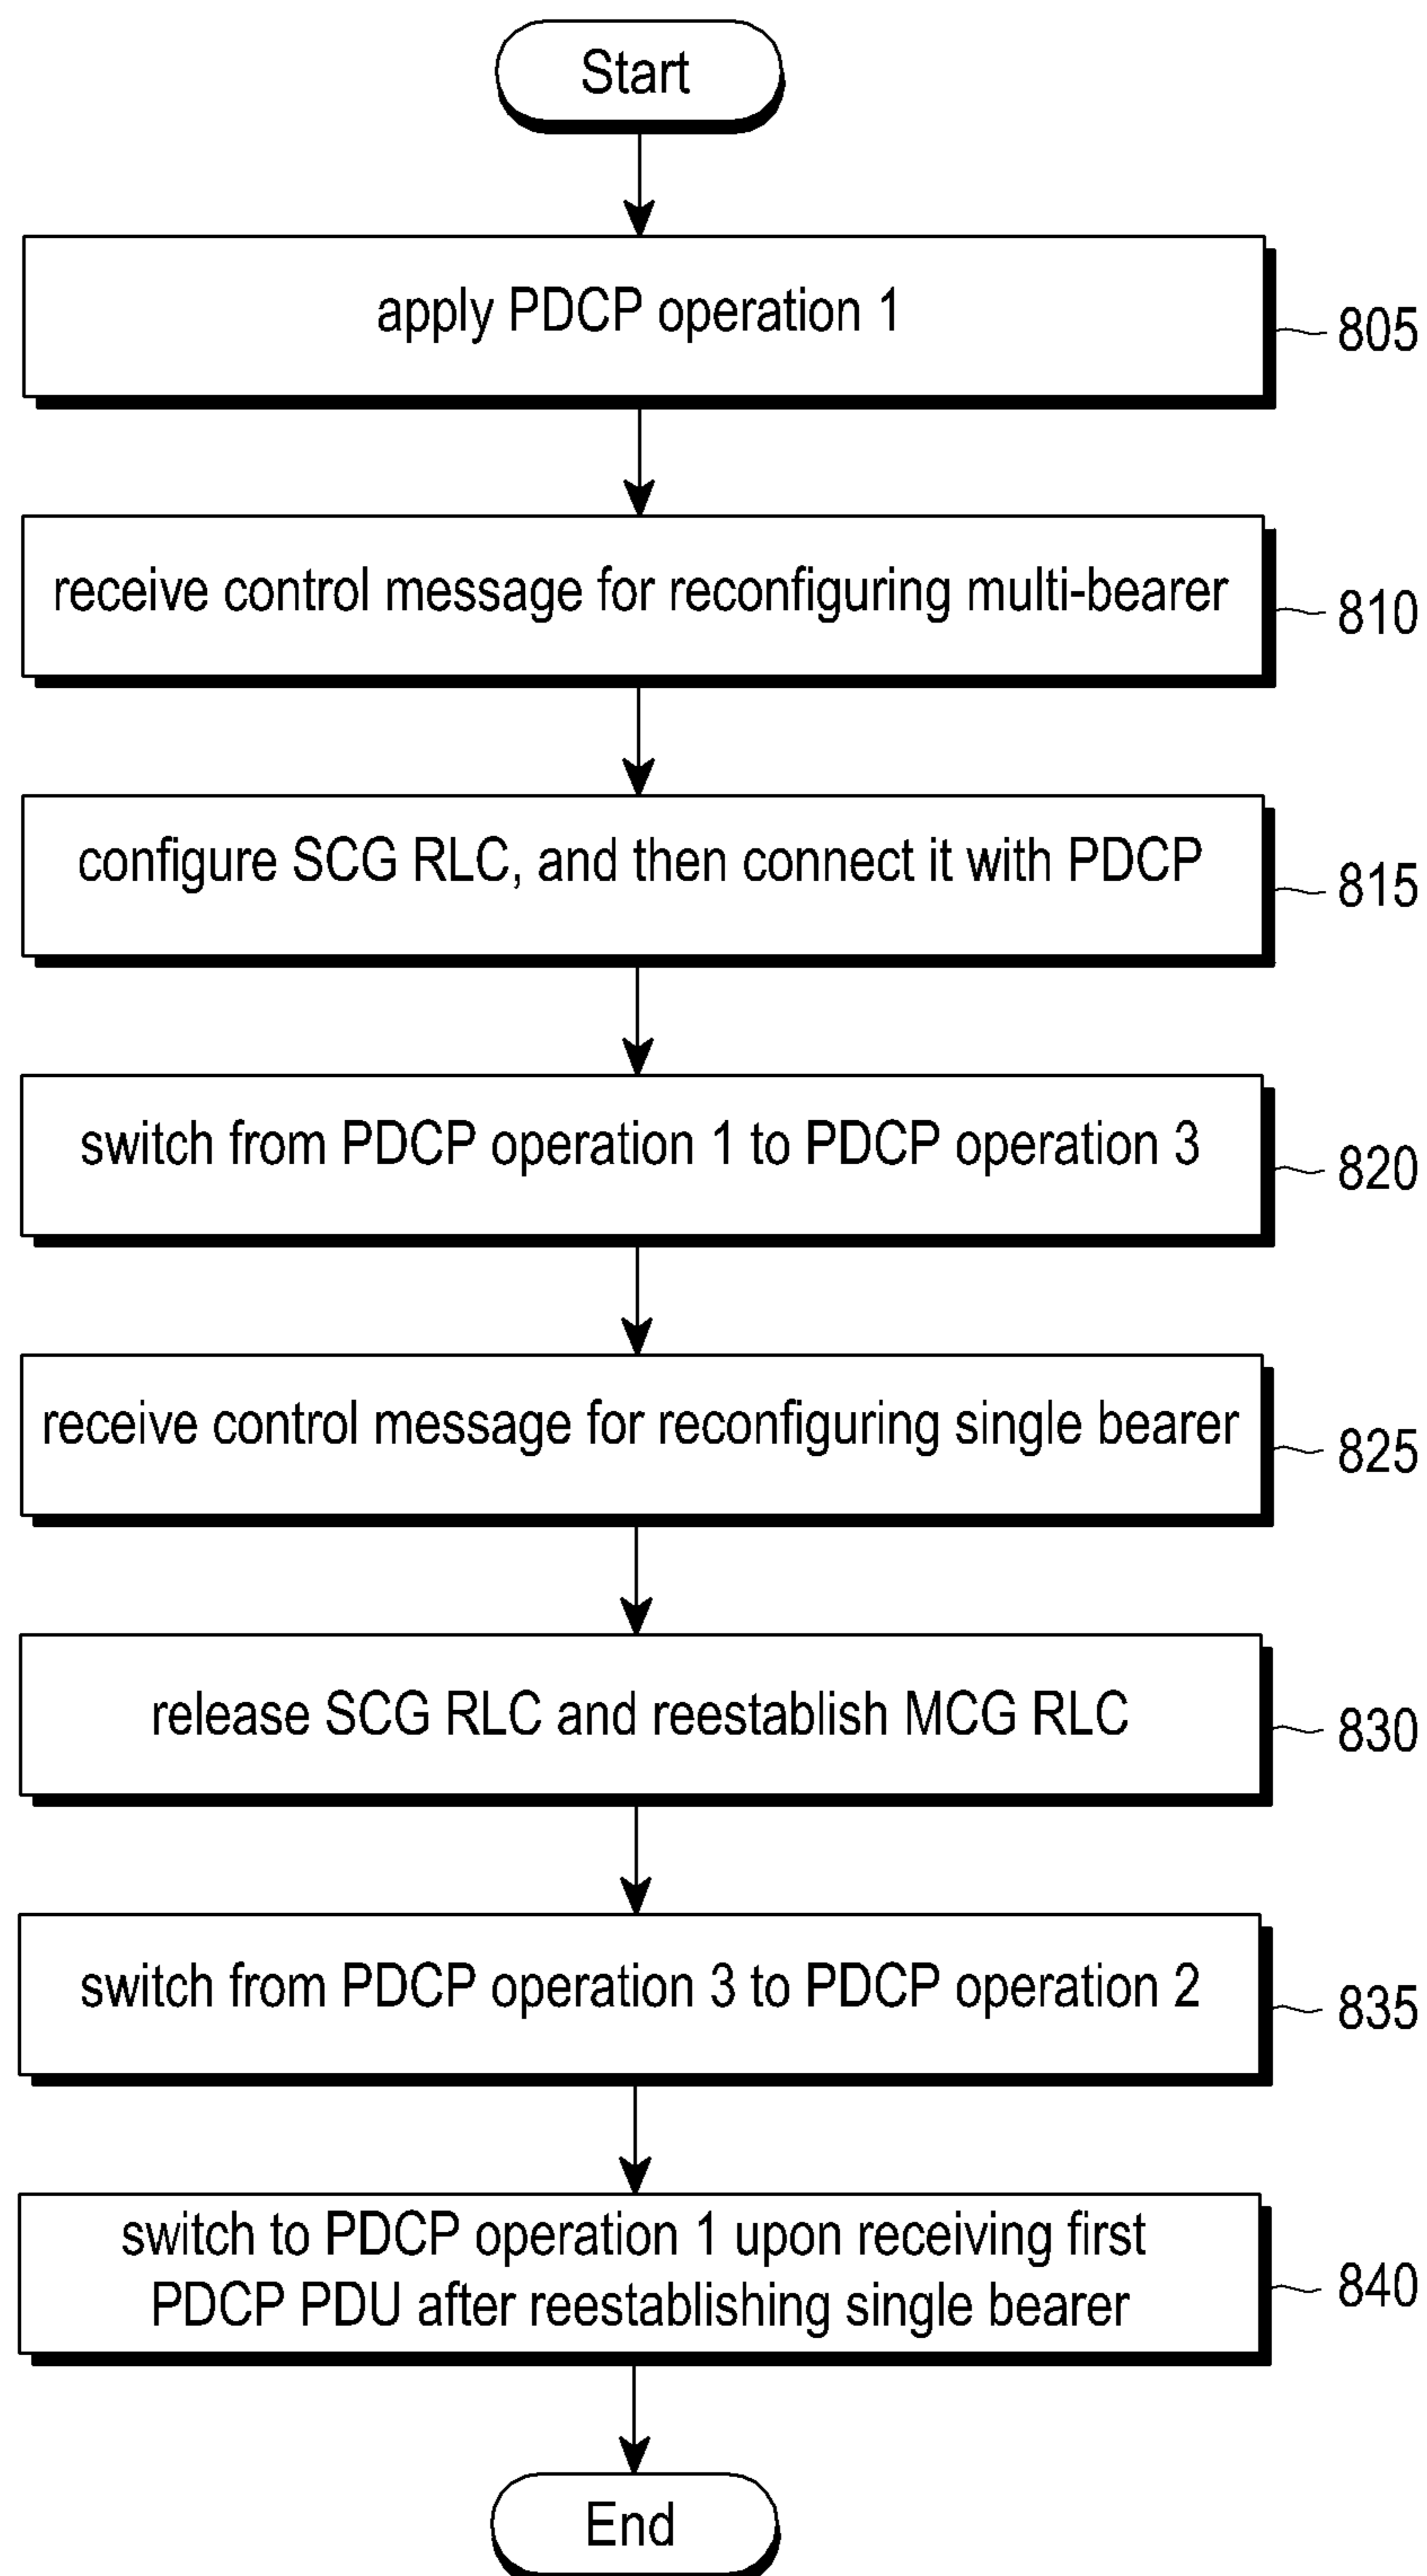 Start
apply PDCP operation 1
805
receive control message for reconfiguring multi-bearer
810
configure SCG RLC, and then connect it with PDCP
815
switch from PDCP operation 1 to PDCP operation 3
820
receive control message for reconfiguring single bearer
825
release SCG RLC and reestablish MCG RLC
830
switch from PDCP operation 3 to PDCP operation 2
835
switch to PDCP operation 1 upon receiving first
PDCP PDU after reestablishing single bearer
840
End